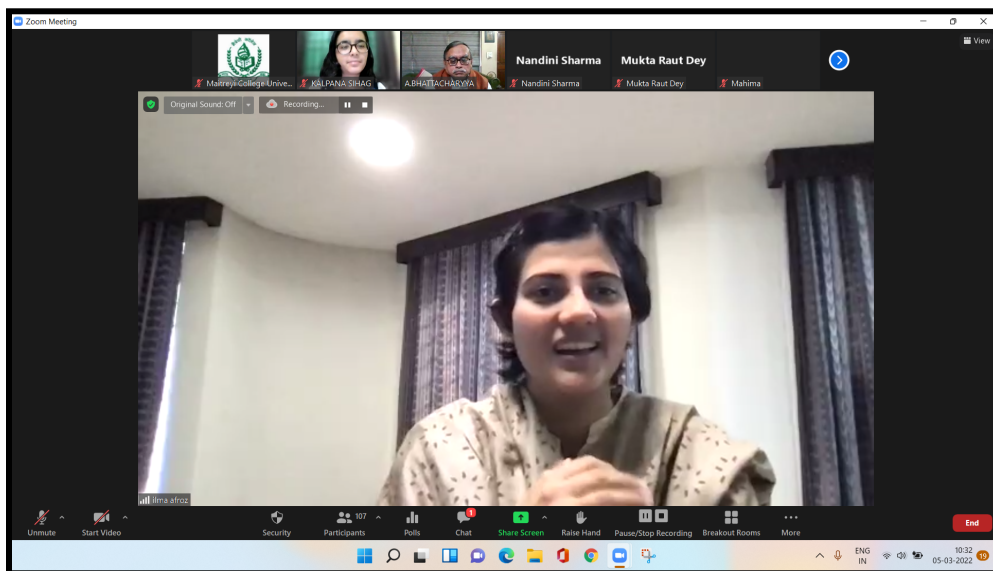 Zoom Meeting
View
Nandini Sharma
Mukta Raut Dey
Maitreyi College Unive...
KALPANA SIHAG
A.BHATTACHARYYA
Nandini Sharma
Mukta Raut Dey
Mahima
Original Sound: Off
Recording...
ilma afroz
107
1
Unmute
Start Video
Security
Participants
Polls
Chat
Share Screen
Raise Hand
Pause/Stop Recording
Breakout Rooms
More
End
ENG
IN
10:32
05-03-2022
19